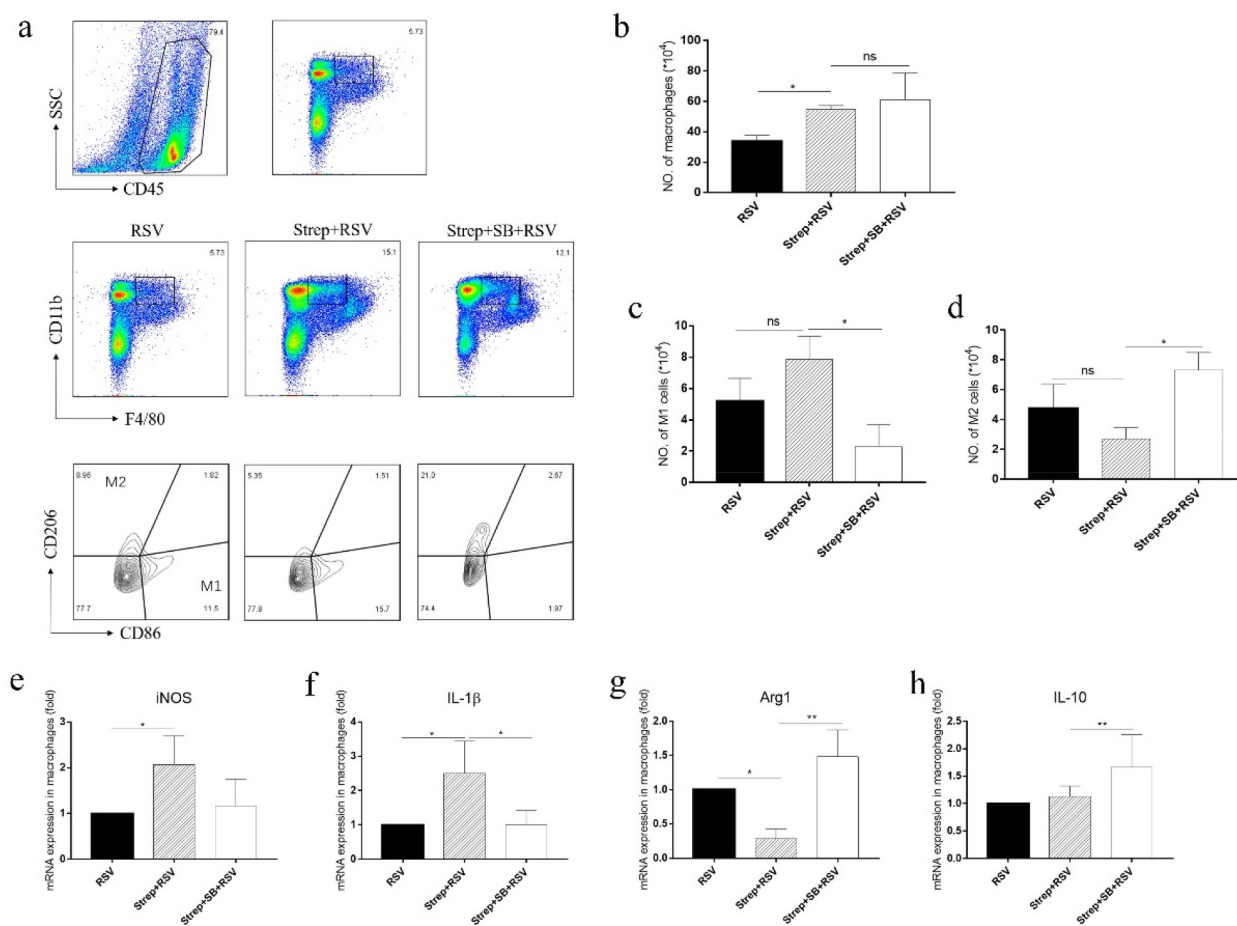 a
79.4
SSC
CD45
5.73
RSV
Strep+RSV
Strep+SB+RSV
5.73
15.1
12.1
CD11b
F4/80
8.96
M2
1.82
5.35
1.51
21.0
2.67
CD206
M1
77.7
11.5
77.8
15.7
74.4
1.97
CD86
b
NO. of macrophages (*10⁴)
100
80
60
40
20
0
*
ns
RSV
Strep+RSV
Strep+SB+RSV
c
NO. of M1 cells (*10⁴)
10
8
6
4
2
0
ns
*
RSV
Strep+RSV
Strep+SB+RSV
d
NO. of M2 cells (*10⁴)
10
8
6
4
2
0
ns
*
RSV
Strep+RSV
Strep+SB+RSV
e
iNOS
mRNA expression in macrophages (fold)
3
2
1
0
*
RSV
Strep+RSV
Strep+SB+RSV
f
IL-1β
mRNA expression in macrophages (fold)
4
3
2
1
0
*
*
RSV
Strep+RSV
Strep+SB+RSV
g
Arg1
mRNA expression in macrophages (fold)
2.0
1.5
1.0
0.5
0.0
*
**
RSV
Strep+RSV
Strep+SB+RSV
h
IL-10
mRNA expression in macrophages (fold)
2.5
2.0
1.5
1.0
0.5
0.0
**
RSV
Strep+RSV
Strep+SB+RSV